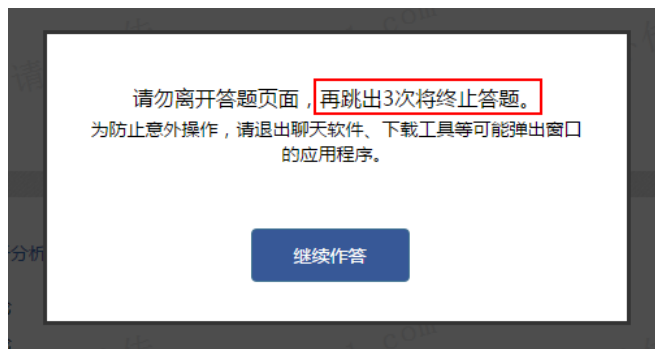 请勿离开答题页面，再跳出3次将终止答题。
为防止意外操作，请退出聊天软件、下载工具等可能弹出窗口
的应用程序。
分析
继续作答